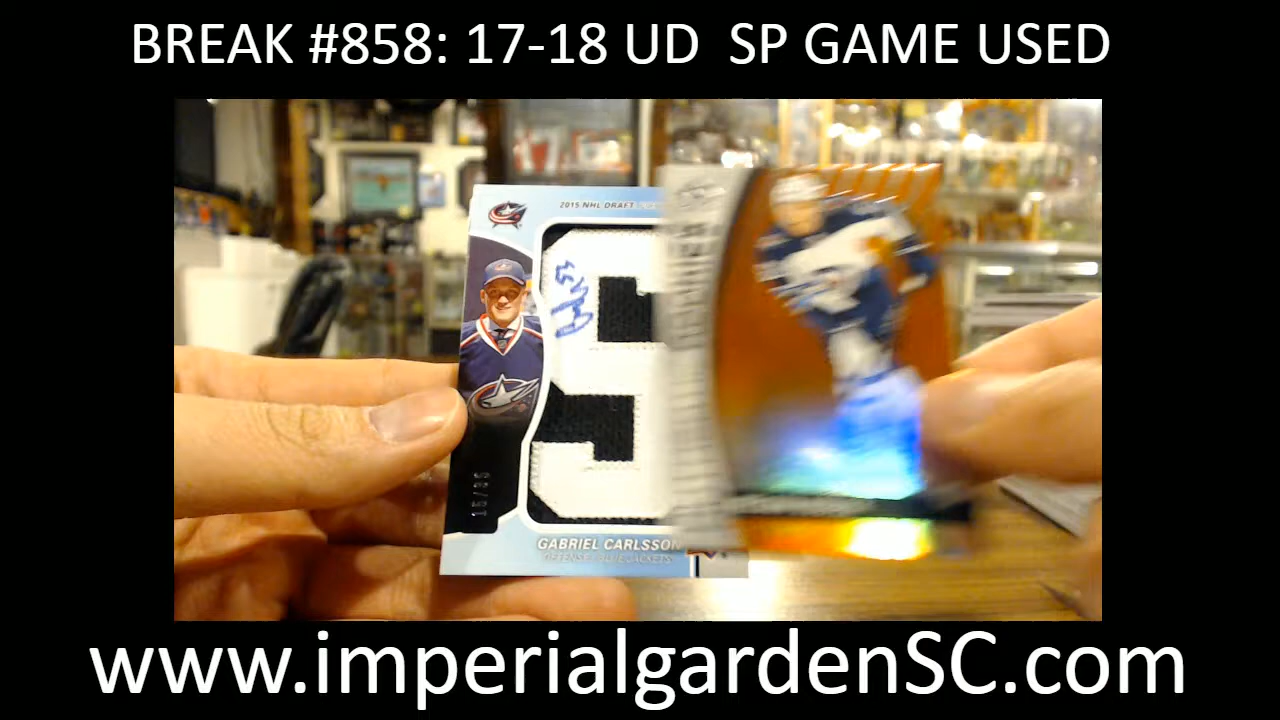 BREAK #858: 17-18 UD SP GAME USED
2015 NHL DRAFT
GABRIEL CARLSSON
www.imperialgardenSC.com